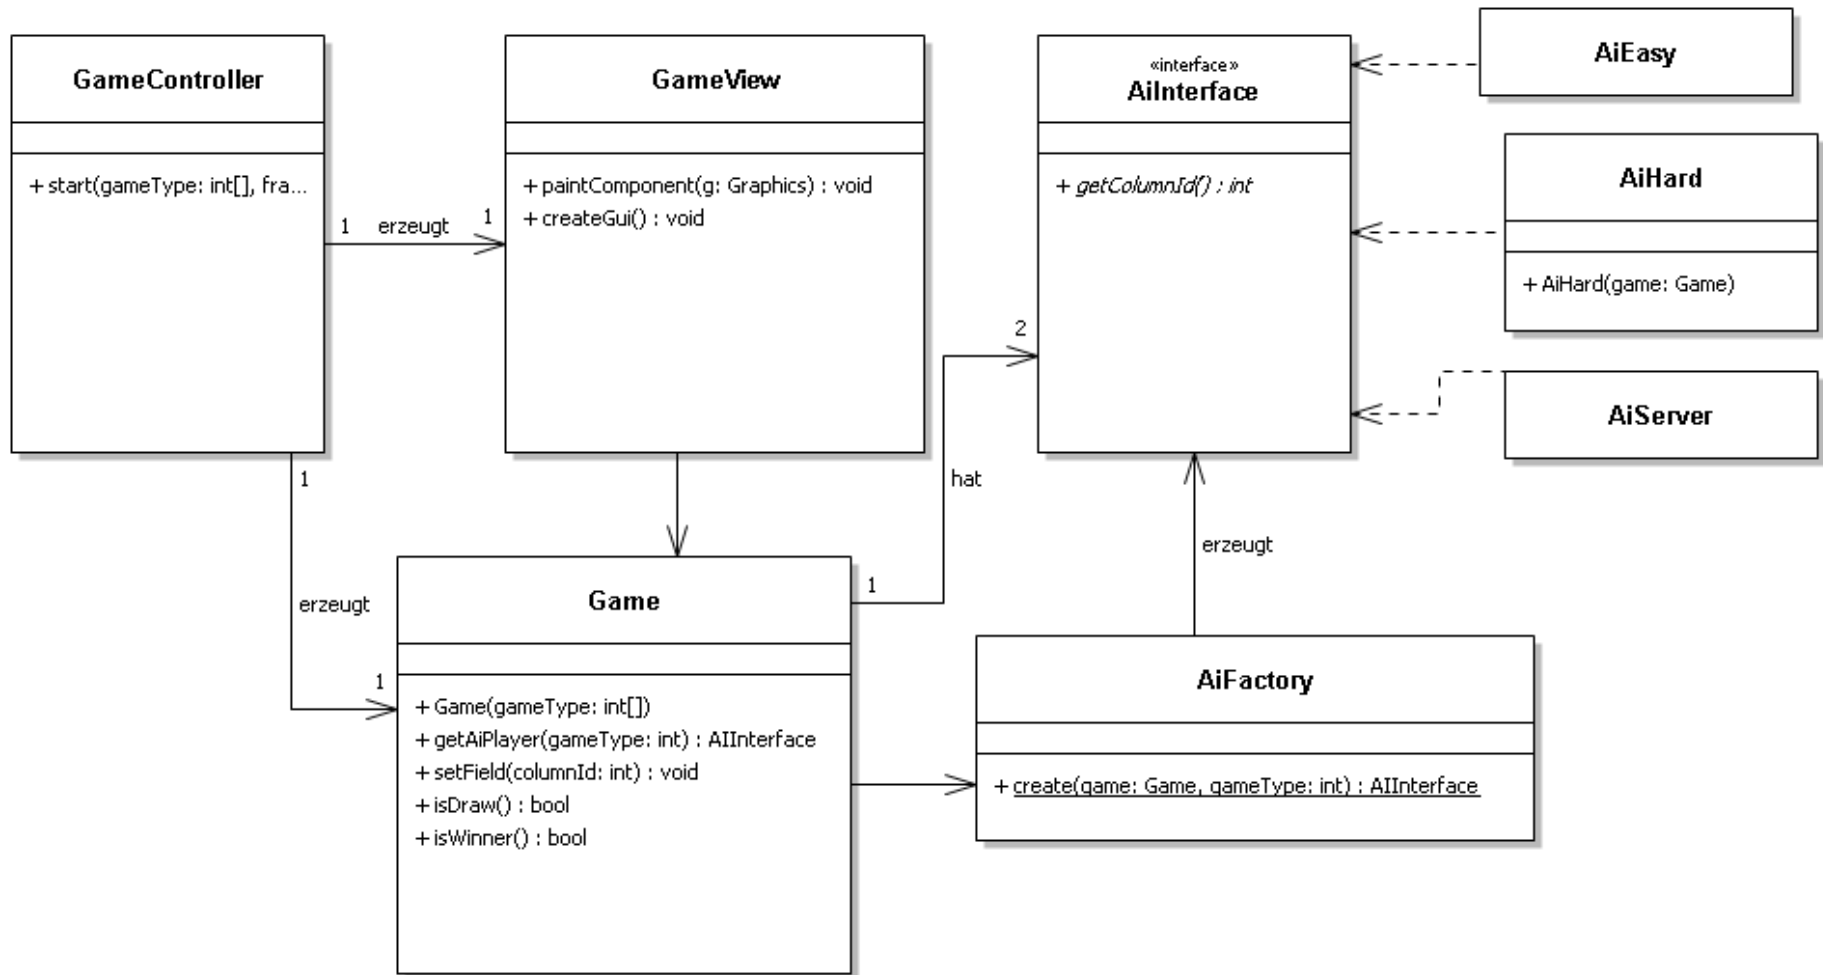 GameController
+ start(gameType: int[], fra...
1 erzeugt 1
GameView
+ paintComponent(g: Graphics) : void
+ createGui() : void
«interface»
AiInterface
+ getColumnId() : int
AiEasy
AiHard
+ AiHard(game: Game)
AiServer
1
erzeugt
1
2
hat
1
erzeugt
Game
+ Game(gameType: int[])
+ getAiPlayer(gameType: int) : AIInterface
+ setField(columnId: int) : void
+ isDraw() : bool
+ isWinner() : bool
AiFactory
+ create(game: Game, gameType: int) : AIInterface